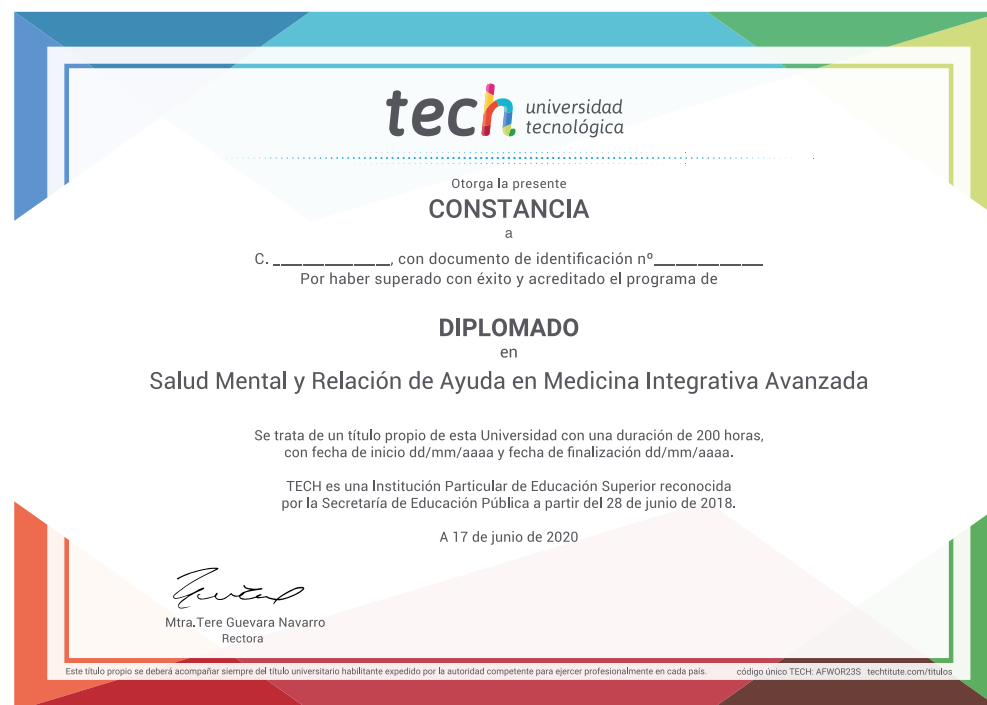 tech universidad
tecnológica
Otorga la presente
CONSTANCIA
a
C. ______________, con documento de identificación nº______________
Por haber superado con éxito y acreditado el programa de
DIPLOMADO
en
Salud Mental y Relación de Ayuda en Medicina Integrativa Avanzada
Se trata de un título propio de esta Universidad con una duración de 200 horas,
con fecha de inicio dd/mm/aaaa y fecha de finalización dd/mm/aaaa.
TECH es una Institución Particular de Educación Superior reconocida
por la Secretaría de Educación Pública a partir del 28 de junio de 2018.
A 17 de junio de 2020
Mtra.Tere Guevara Navarro
Rectora
Este título propio se deberá acompañar siempre del título universitario habilitante expedido por la autoridad competente para ejercer profesionalmente en cada país.
código único TECH: AFWOR23S techtitute.com/titulos